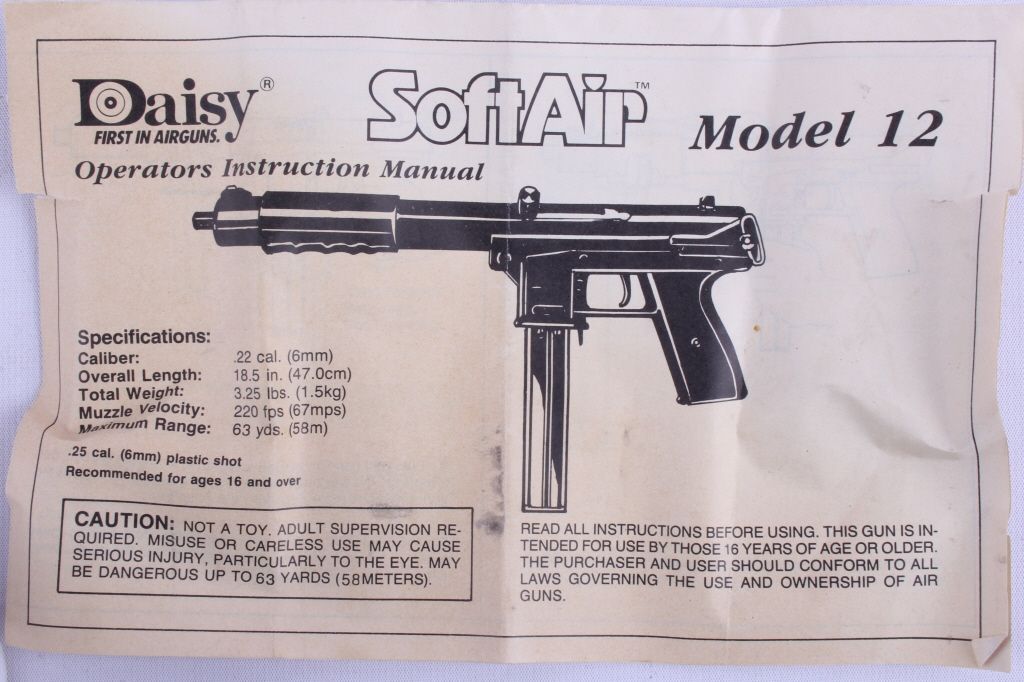 Daisy®
FIRST IN AIRGUNS.
SoftAir™
Model 12
Operators Instruction Manual
Specifications:
Caliber: .22 cal. (6mm)
Overall Length: 18.5 in. (47.0cm)
Total Weight: 3.25 lbs. (1.5kg)
Muzzle Velocity: 220 fps (67mps)
Maximum Range: 63 yds. (58m)
.25 cal. (6mm) plastic shot
Recommended for ages 16 and over
CAUTION: NOT A TOY. ADULT SUPERVISION RE-
QUIRED. MISUSE OR CARELESS USE MAY CAUSE
SERIOUS INJURY, PARTICULARLY TO THE EYE. MAY
BE DANGEROUS UP TO 63 YARDS (58METERS).
READ ALL INSTRUCTIONS BEFORE USING. THIS GUN IS IN-
TENDED FOR USE BY THOSE 16 YEARS OF AGE OR OLDER.
THE PURCHASER AND USER SHOULD CONFORM TO ALL
LAWS GOVERNING THE USE AND OWNERSHIP OF AIR
GUNS.